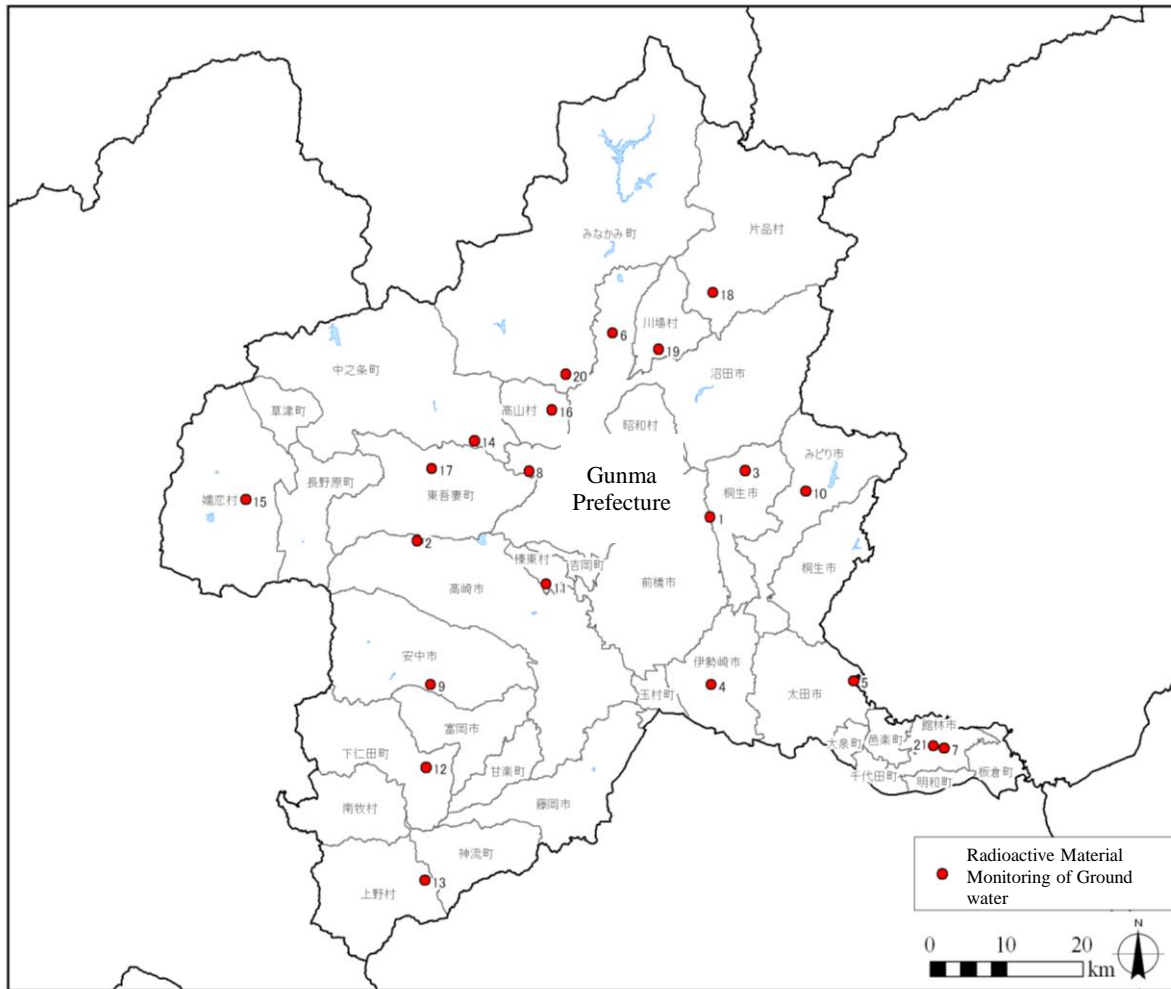 みなかみ町
片品村
18
6
川場村
19
中之条町
20
沼田市
高山村
16
草津町
昭和村
14
みどり市
17
8
Gunma
Prefecture
3
長野原町
東吾妻町
桐生市
10
嬬恋村
15
1
2
榛東村
吉岡町
桐生市
高崎市
11
前橋市
安中市
伊勢崎市
9
4
5
玉村町
太田市
富岡市
館林市
大泉町
邑楽町
21
7
下仁田町
12
甘楽町
千代田町
明和町
板倉町
南牧村
藤岡市
神流町
13
上野村
Radioactive Material
Monitoring of Ground
water
N
0 10 20
km